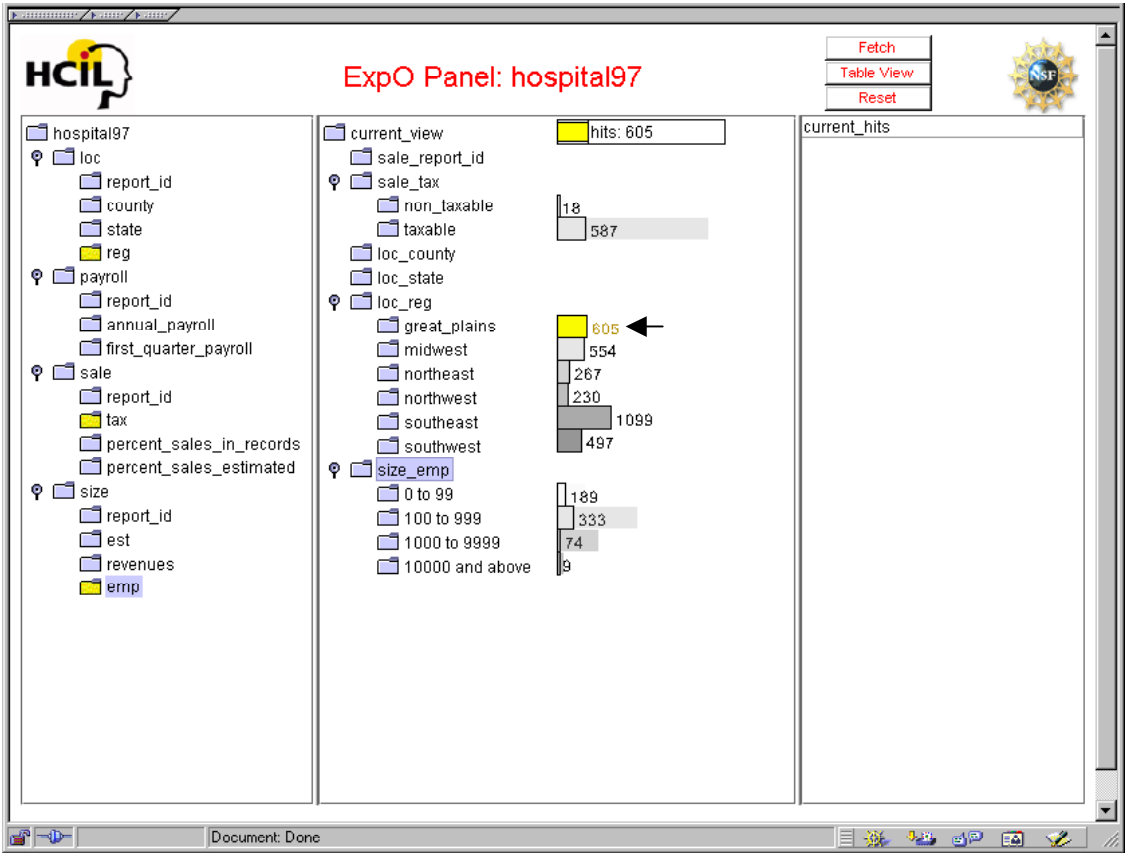 HCIL
ExpO Panel: hospital97
Fetch
Table View
Reset
NSF
hospital97
loc
report_id
county
state
reg
payroll
report_id
annual_payroll
first_quarter_payroll
sale
report_id
tax
percent_sales_in_records
percent_sales_estimated
size
report_id
est
revenues
emp
current_view hits: 605
sale_report_id
sale_tax
non_taxable 18
taxable 587
loc_county
loc_state
loc_reg
great_plains 605
midwest 554
northeast 267
northwest 230
southeast 1099
southwest 497
size_emp
0 to 99 189
100 to 999 333
1000 to 9999 74
10000 and above 9
current_hits
Document: Done